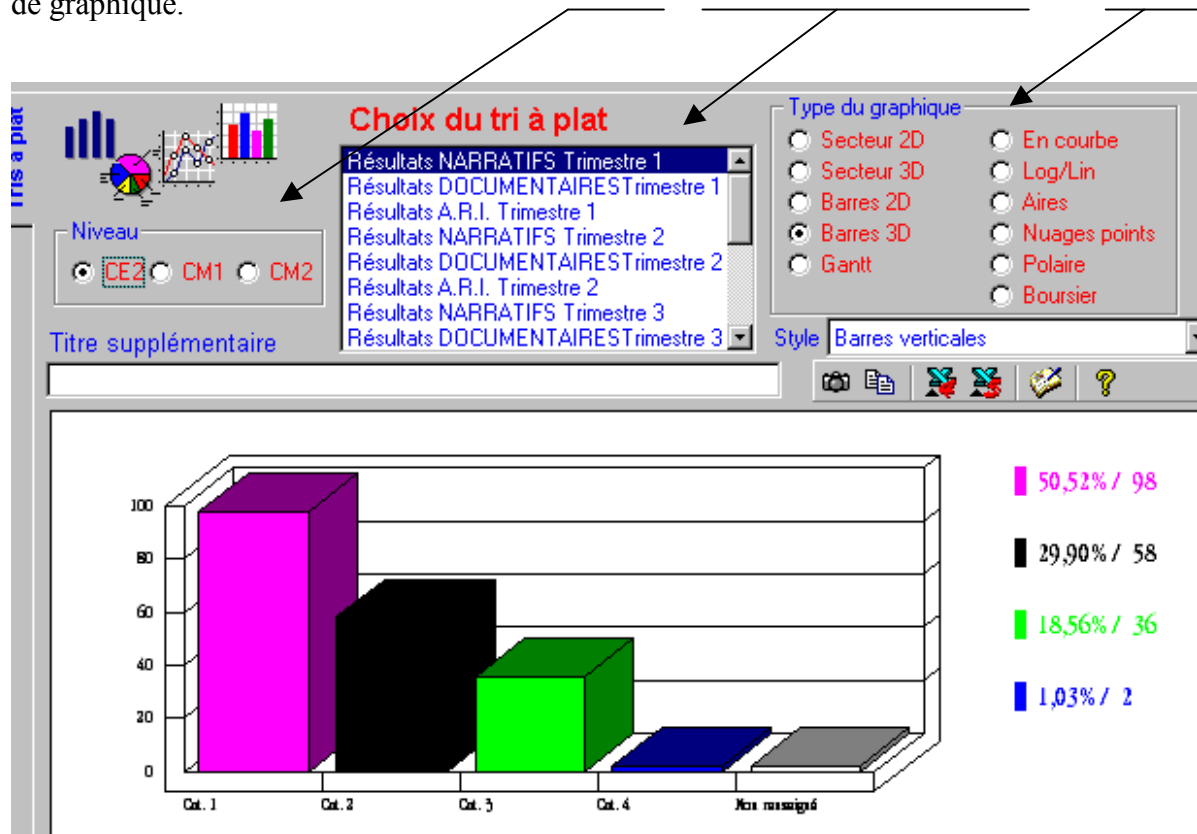 de graphique.
Tris à plat
Choix du tri à plat
Résultats NARRATIFS Trimestre 1
Résultats DOCUMENTAIRESTrimestre 1
Résultats A.R.I. Trimestre 1
Résultats NARRATIFS Trimestre 2
Résultats DOCUMENTAIRESTrimestre 2
Résultats A.R.I. Trimestre 2
Résultats NARRATIFS Trimestre 3
Résultats DOCUMENTAIRESTrimestre 3
Niveau
CE2 CM1 CM2
Type du graphique
Secteur 2D
Secteur 3D
Barres 2D
Barres 3D
Gantt
En courbe
Log/Lin
Aires
Nuages points
Polaire
Boursier
Titre supplémentaire
Style Barres verticales
100
80
60
40
20
0
Cat. 1 Cat. 2 Cat. 3 Cat. 4 Non renseigné
50,52% / 98
29,90% / 58
18,56% / 36
1,03% / 2